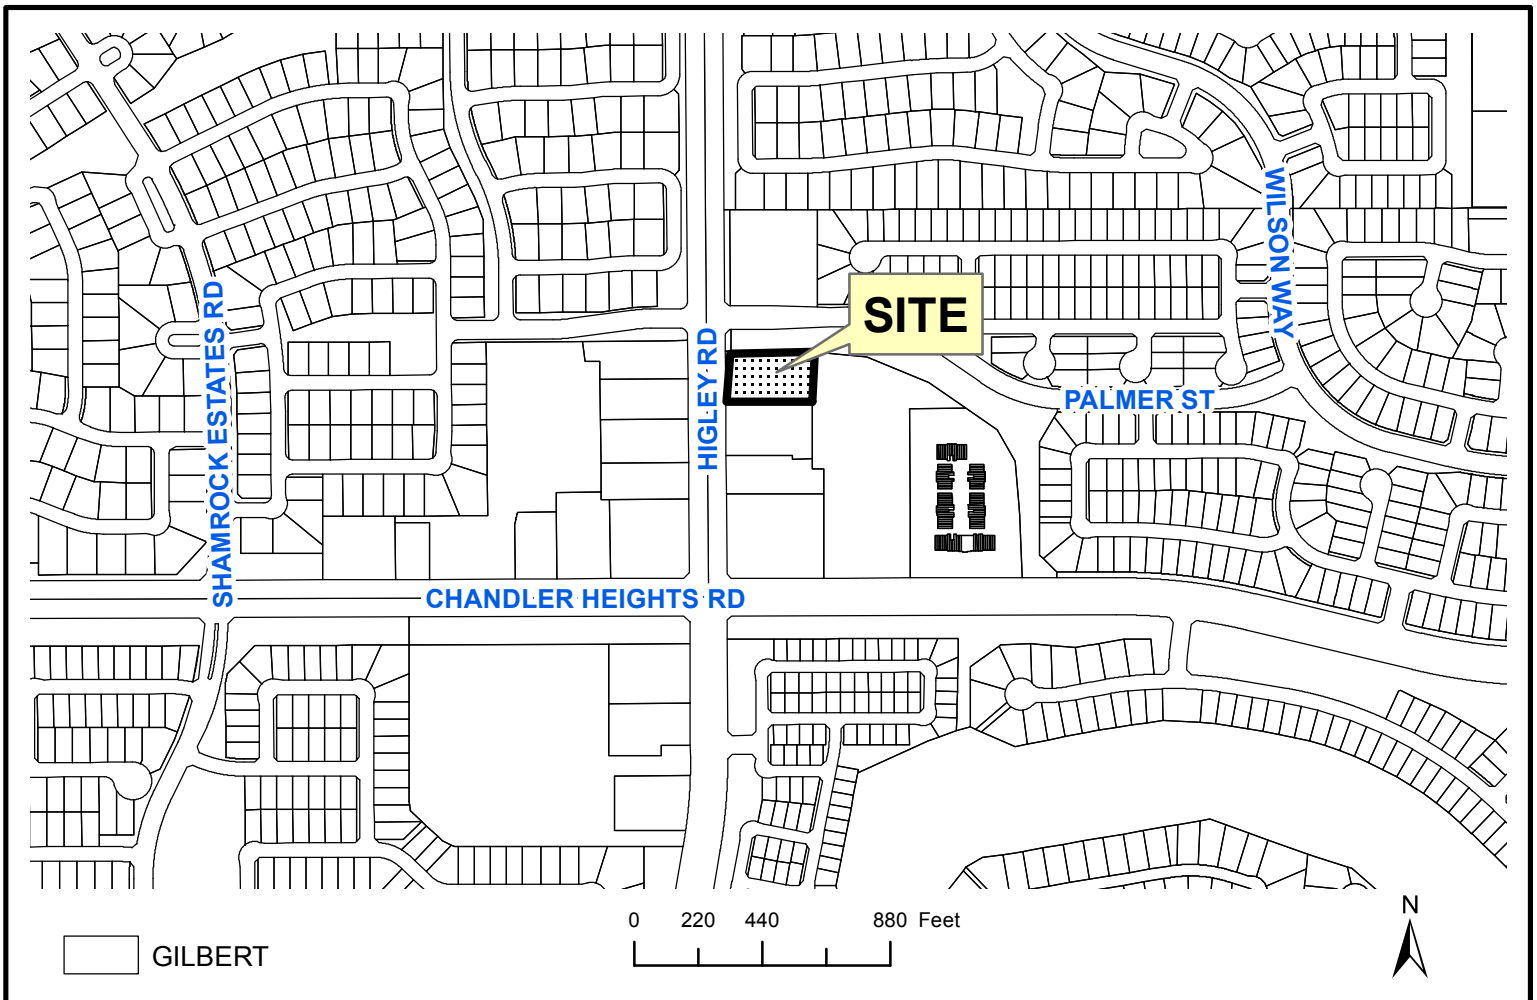 WILSON WAY
SITE
SHAMROCK ESTATES RD
HIGLEY RD
PALMER ST
CHANDLER HEIGHTS RD
N
0 220 440 880 Feet
GILBERT